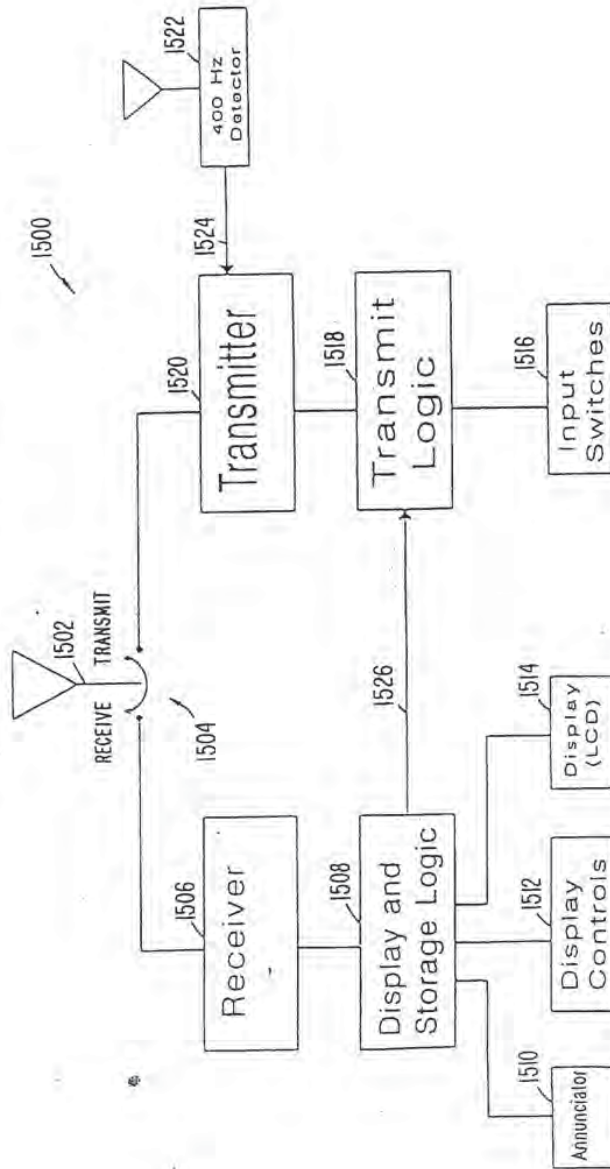 1500
1502
RECEIVE
TRANSMIT
1504
1506
Receiver
1520
Transmitter
1524
1522
400 Hz
Detector
1508
Display and
Storage Logic
1526
1518
Transmit
Logic
1510
Annunciator
1512
Display
Controls
1514
Display
(LCD)
1516
Input
Switches